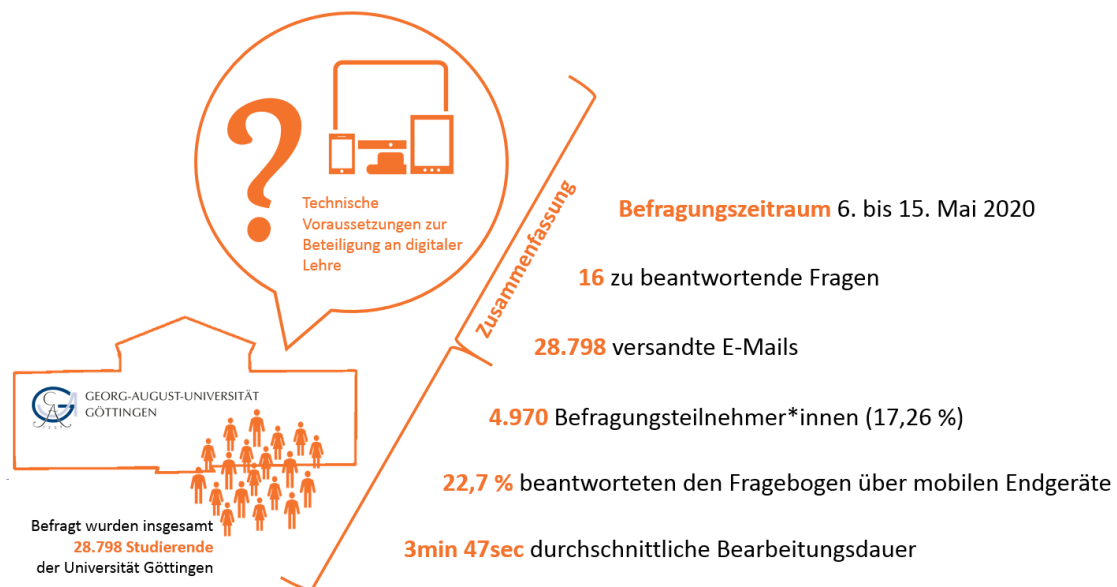 Technische
Voraussetzungen zur
Beteiligung an digitaler
Lehre
Zusammenfassung
Befragungszeitraum 6. bis 15. Mai 2020
16 zu beantwortende Fragen
28.798 versandte E-Mails
4.970 Befragungsteilnehmer*innen (17,26 %)
22,7 % beantworteten den Fragebogen über mobilen Endgeräte
3min 47sec durchschnittliche Bearbeitungsdauer
GEORG-AUGUST-UNIVERSITÄT
GÖTTINGEN
Befragt wurden insgesamt
28.798 Studierende
der Universität Göttingen